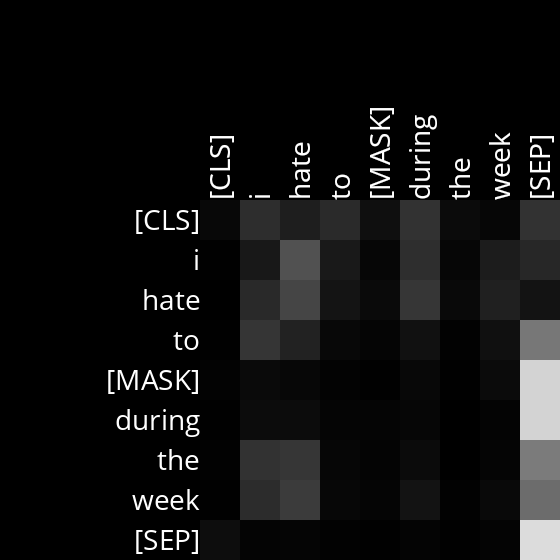 [CLS] i hate to [MASK] during the week [SEP]
[CLS]
i
hate
to
[MASK]
during
the
week
[SEP]